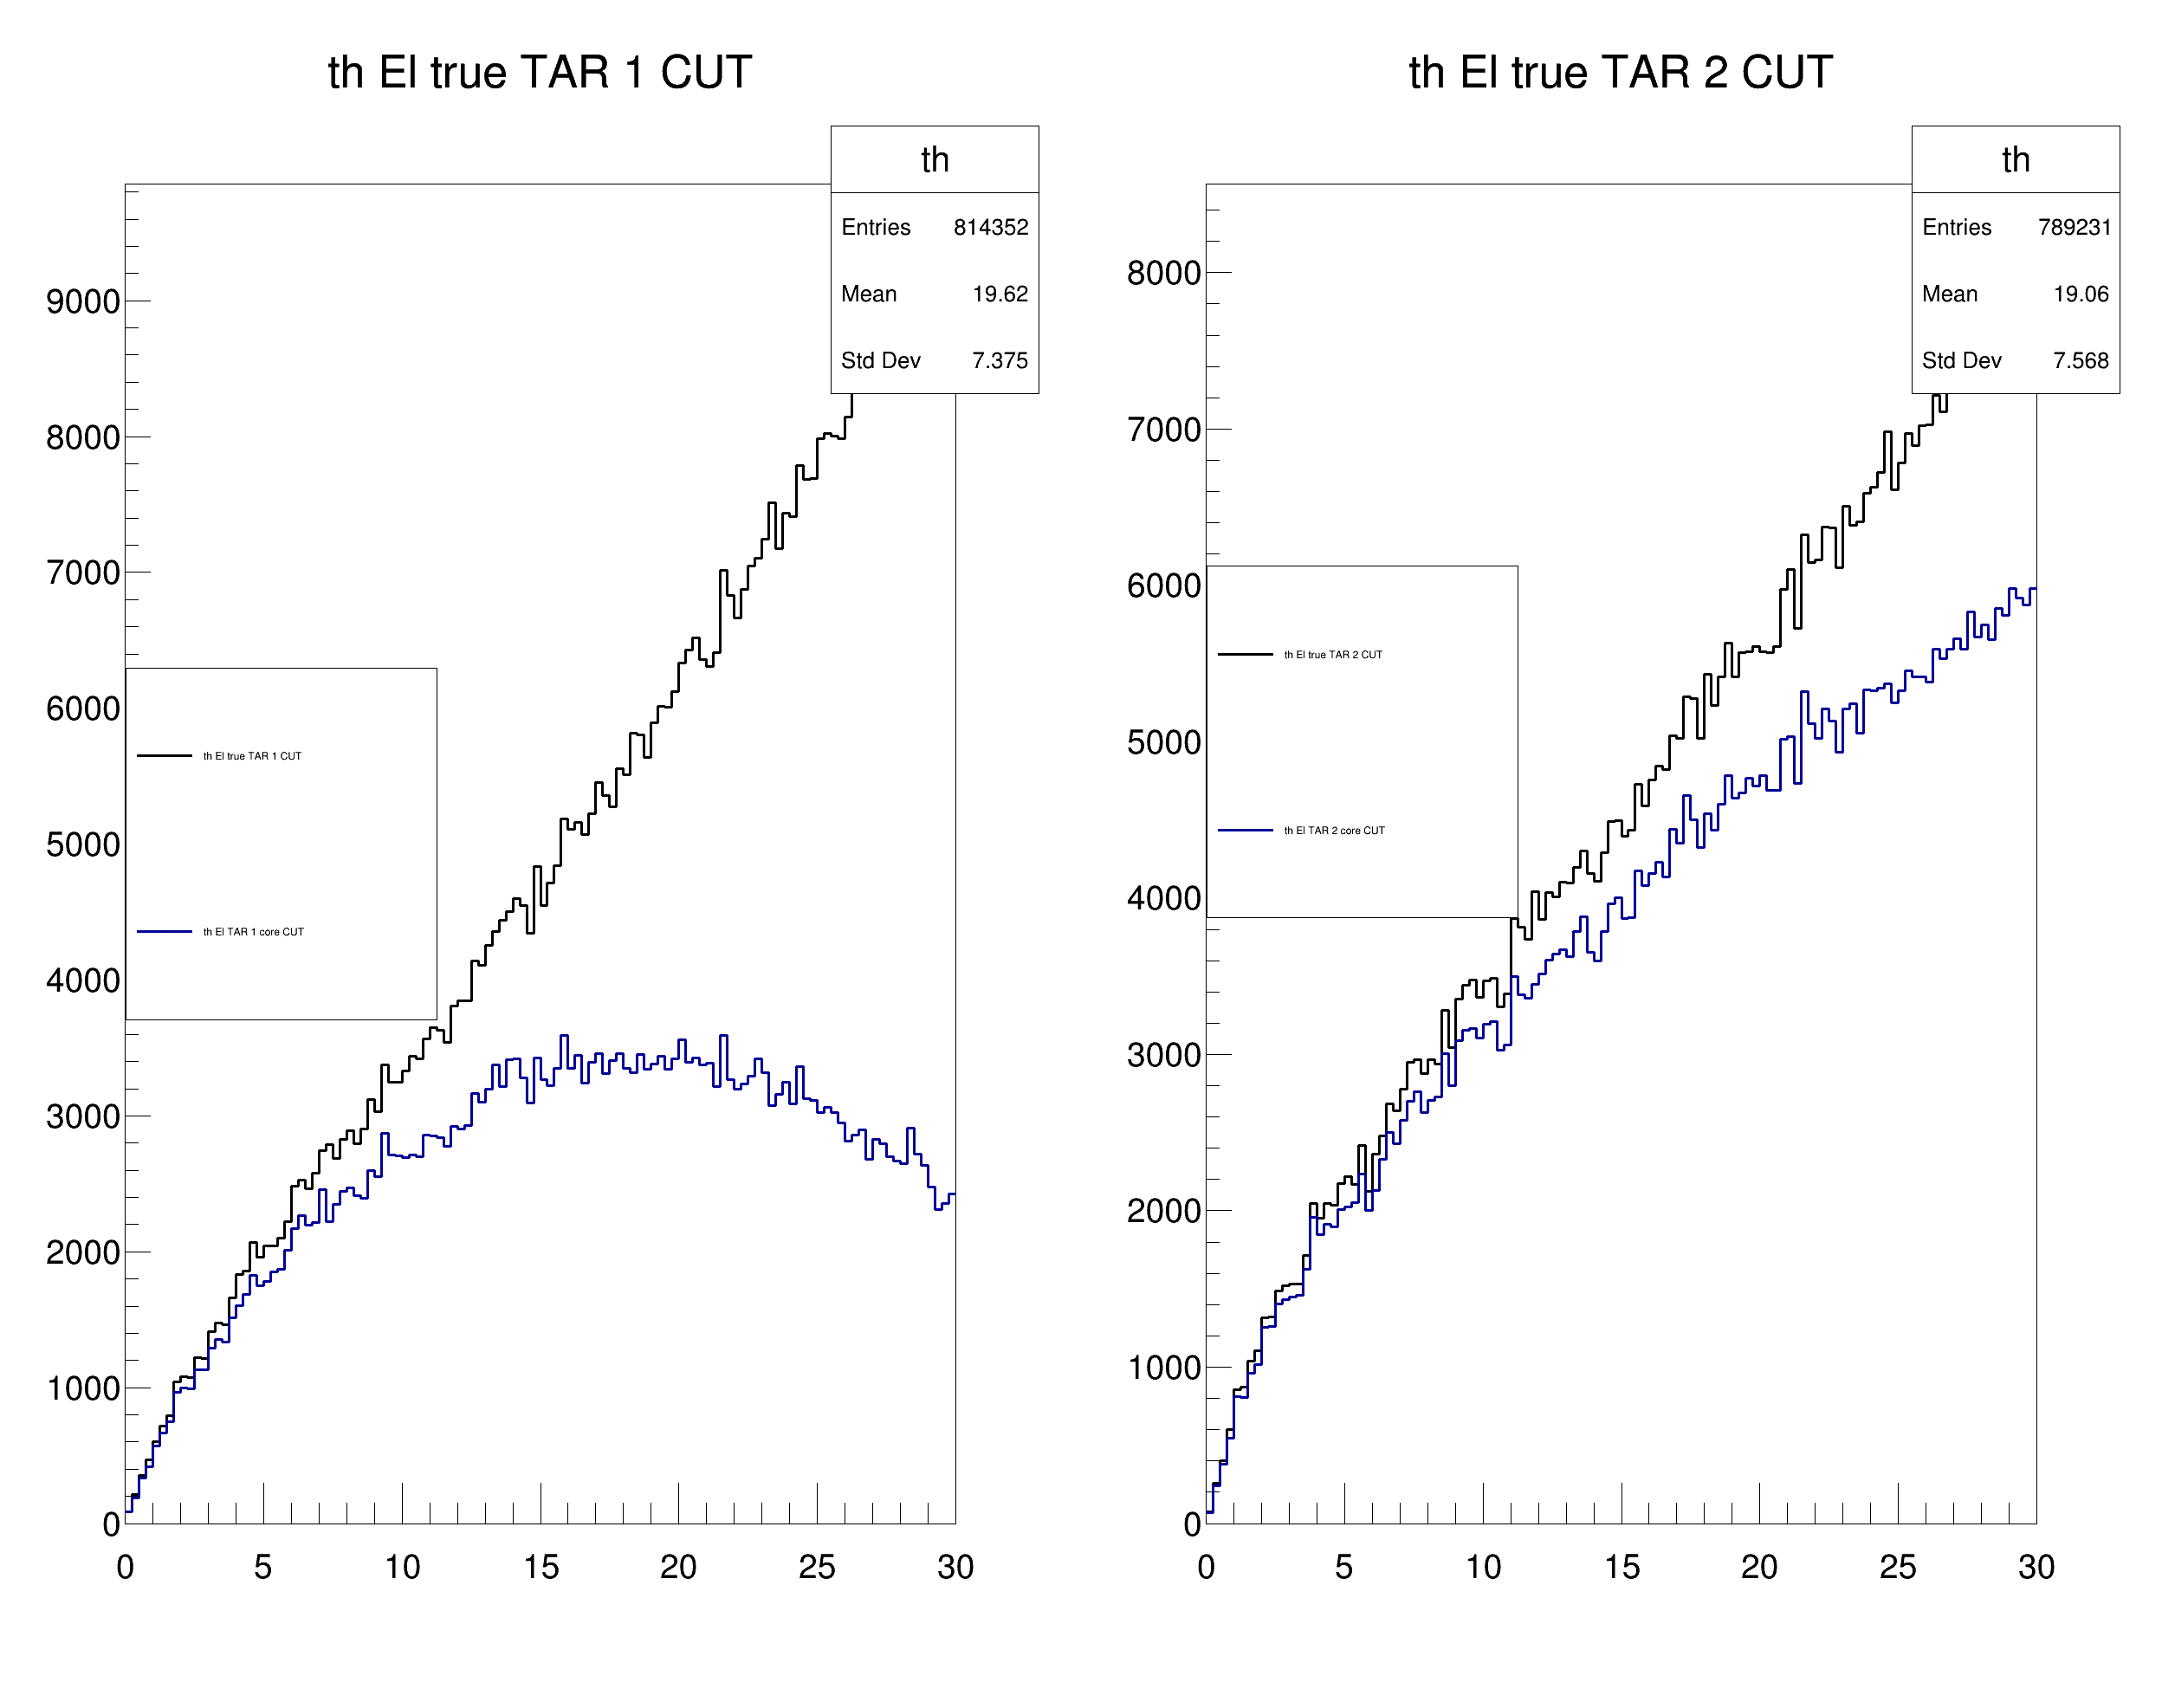 th El true TAR 1 CUT
th
Entries 814352
Mean 19.62
Std Dev 7.375
9000
8000
7000
6000
5000
4000
3000
2000
1000
0
th El true TAR 1 CUT
th El TAR 1 core CUT
0 5 10 15 20 25 30
th El true TAR 2 CUT
th
Entries 789231
Mean 19.06
Std Dev 7.568
8000
7000
6000
5000
4000
3000
2000
1000
0
th El true TAR 2 CUT
th El TAR 2 core CUT
0 5 10 15 20 25 30